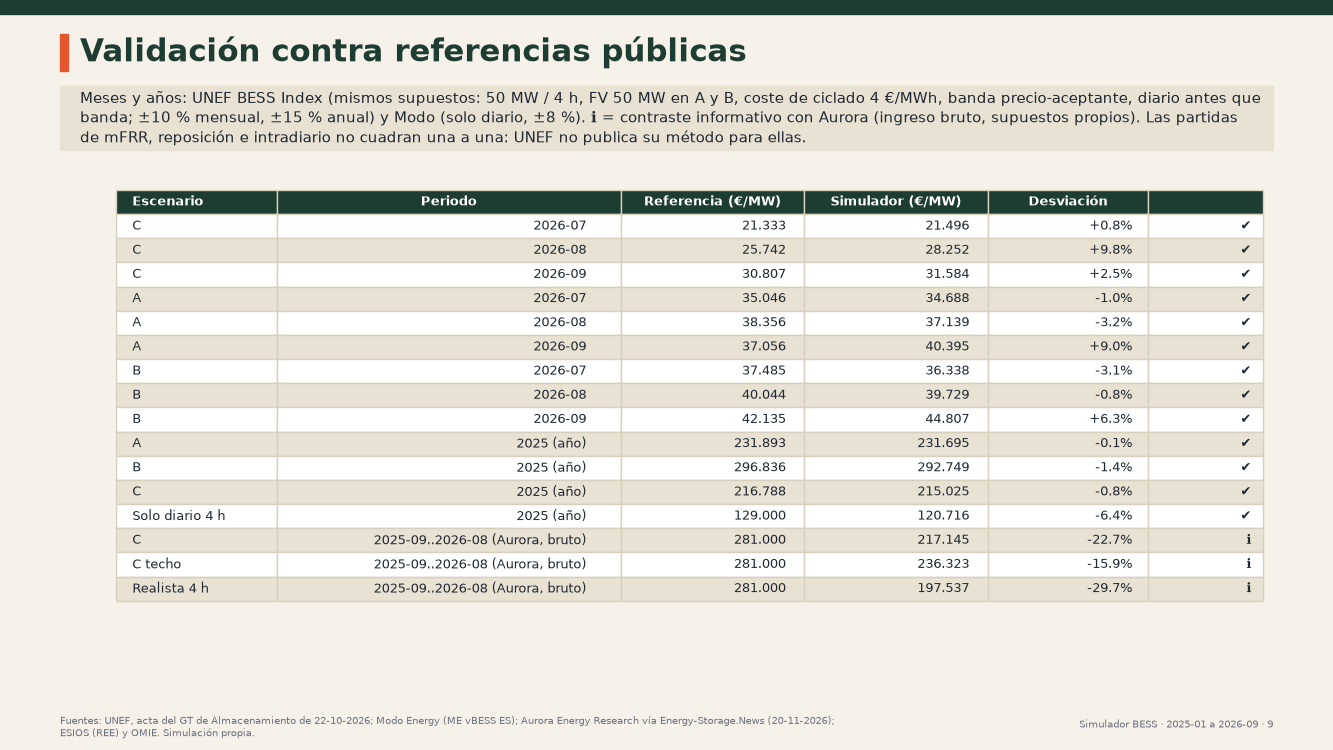 Validación contra referencias públicas
Meses y años: UNEF BESS Index (mismos supuestos: 50 MW / 4 h, FV 50 MW en A y B, coste de ciclado 4 €/MWh, banda precio-aceptante, diario antes que
banda; ±10 % mensual, ±15 % anual) y Modo (solo diario, ±8 %). ℹ = contraste informativo con Aurora (ingreso bruto, supuestos propios). Las partidas
de mFRR, reposición e intradiario no cuadran una a una: UNEF no publica su método para ellas.
Escenario Periodo Referencia (€/MW) Simulador (€/MW) Desviación
C 2026-07 21.333 21.496 +0.8% ✔
C 2026-08 25.742 28.252 +9.8% ✔
C 2026-09 30.807 31.584 +2.5% ✔
A 2026-07 35.046 34.688 -1.0% ✔
A 2026-08 38.356 37.139 -3.2% ✔
A 2026-09 37.056 40.395 +9.0% ✔
B 2026-07 37.485 36.338 -3.1% ✔
B 2026-08 40.044 39.729 -0.8% ✔
B 2026-09 42.135 44.807 +6.3% ✔
A 2025 (año) 231.893 231.695 -0.1% ✔
B 2025 (año) 296.836 292.749 -1.4% ✔
C 2025 (año) 216.788 215.025 -0.8% ✔
Solo diario 4 h 2025 (año) 129.000 120.716 -6.4% ✔
C 2025-09..2026-08 (Aurora, bruto) 281.000 217.145 -22.7% ℹ
C techo 2025-09..2026-08 (Aurora, bruto) 281.000 236.323 -15.9% ℹ
Realista 4 h 2025-09..2026-08 (Aurora, bruto) 281.000 197.537 -29.7% ℹ
Fuentes: UNEF, acta del GT de Almacenamiento de 22-10-2026; Modo Energy (ME vBESS ES); Aurora Energy Research vía Energy-Storage.News (20-11-2026);
ESIOS (REE) y OMIE. Simulación propia.
Simulador BESS · 2025-01 a 2026-09 · 9